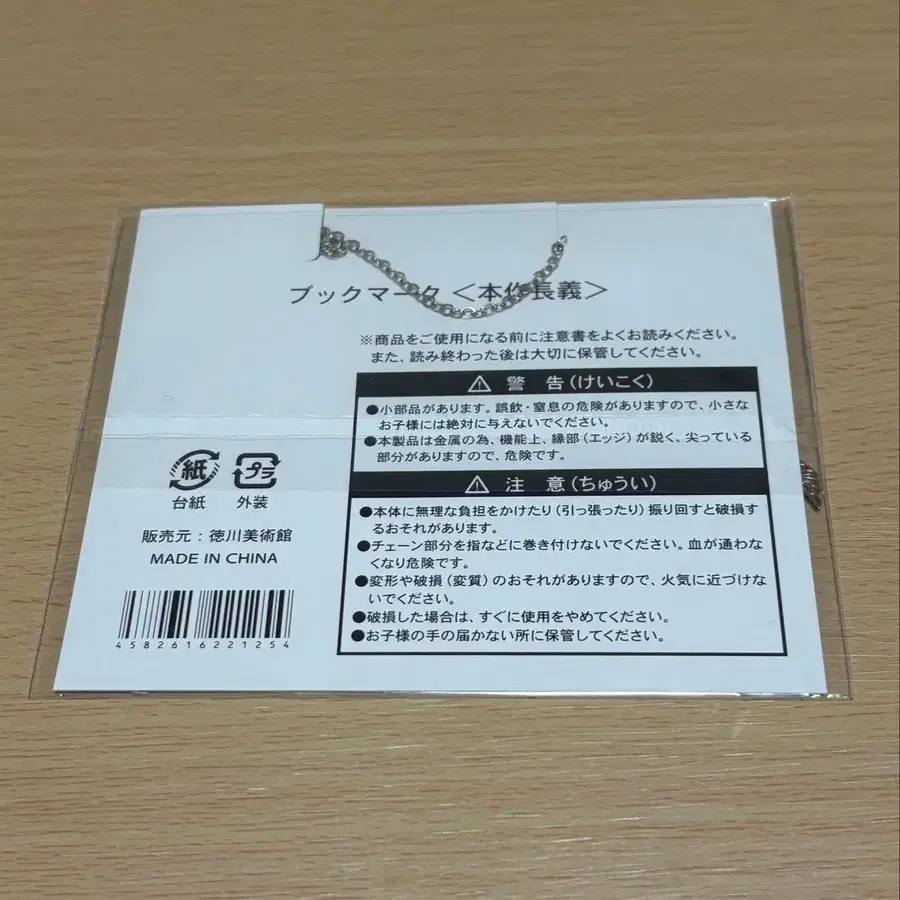 ブックマーク＜本作長義＞
※商品をご使用になる前に注意書をよくお読みください。
また、読み終わった後は大切に保管してください。
⚠ 警 告（けいこく）
●小部品があります。誤飲・窒息の危険がありますので、小さな
お子様には絶対に与えないでください。
●本製品は金属の為、機能上、縁部（エッジ）が鋭く、尖っている
部分がありますので、危険です。
⚠ 注 意（ちゅうい）
●本体に無理な負担をかけたり（引っ張ったり）振り回すと破損す
るおそれがあります。
●チェーン部分を指などに巻き付けないでください。血が通わな
くなり危険です。
●変形や破損（変質）のおそれがありますので、火気に近づけな
いでください。
●破損した場合は、すぐに使用をやめてください。
●お子様の手の届かない所に保管してください。
紙 プラ
台紙 外装
販売元：徳川美術館
MADE IN CHINA
4582616221254